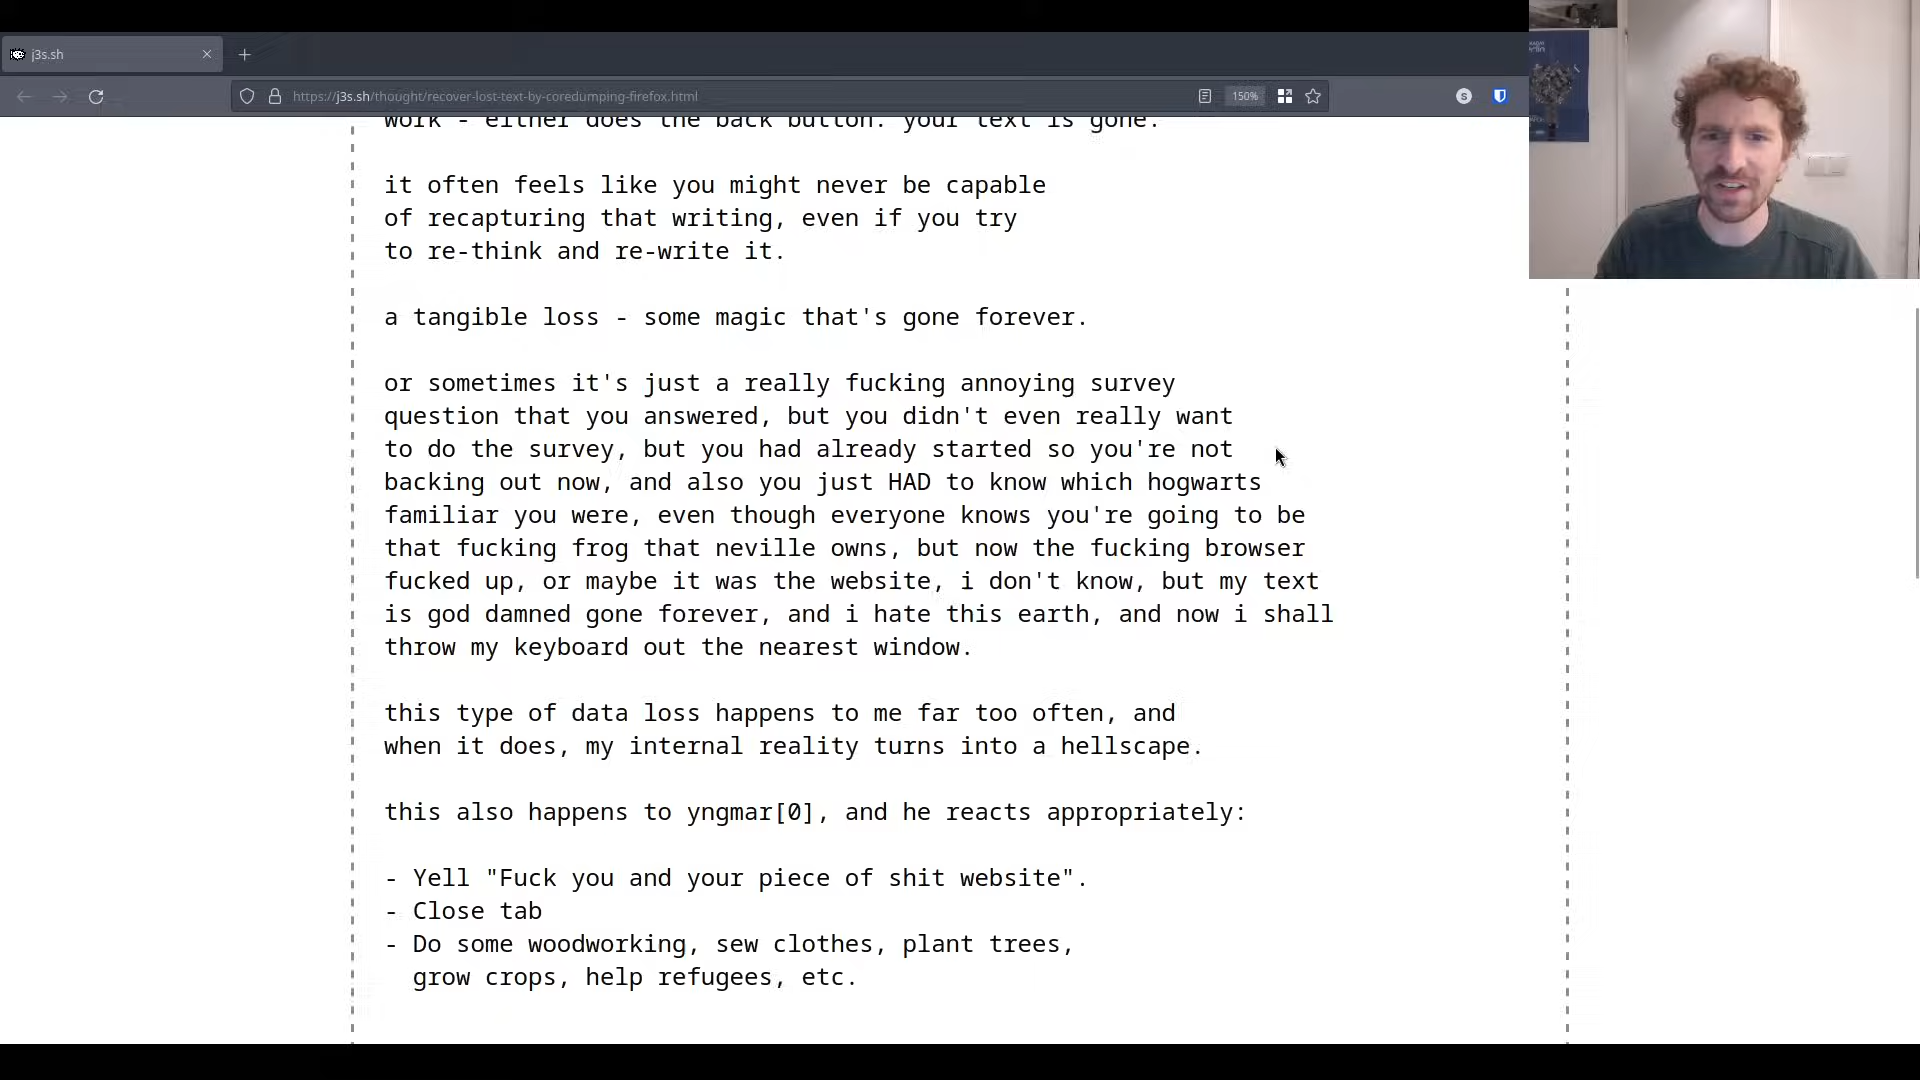 j3s.sh
https://j3s.sh/thought/recover-lost-text-by-coredumping-firefox.html
150%
S
work - either does the back button. your text is gone.
it often feels like you might never be capable
of recapturing that writing, even if you try
to re-think and re-write it.
a tangible loss - some magic that's gone forever.
or sometimes it's just a really fucking annoying survey
question that you answered, but you didn't even really want
to do the survey, but you had already started so you're not
backing out now, and also you just HAD to know which hogwarts
familiar you were, even though everyone knows you're going to be
that fucking frog that neville owns, but now the fucking browser
fucked up, or maybe it was the website, i don't know, but my text
is god damned gone forever, and i hate this earth, and now i shall
throw my keyboard out the nearest window.
this type of data loss happens to me far too often, and
when it does, my internal reality turns into a hellscape.
this also happens to yngmar[0], and he reacts appropriately:
- Yell "Fuck you and your piece of shit website".
- Close tab
- Do some woodworking, sew clothes, plant trees,
grow crops, help refugees, etc.